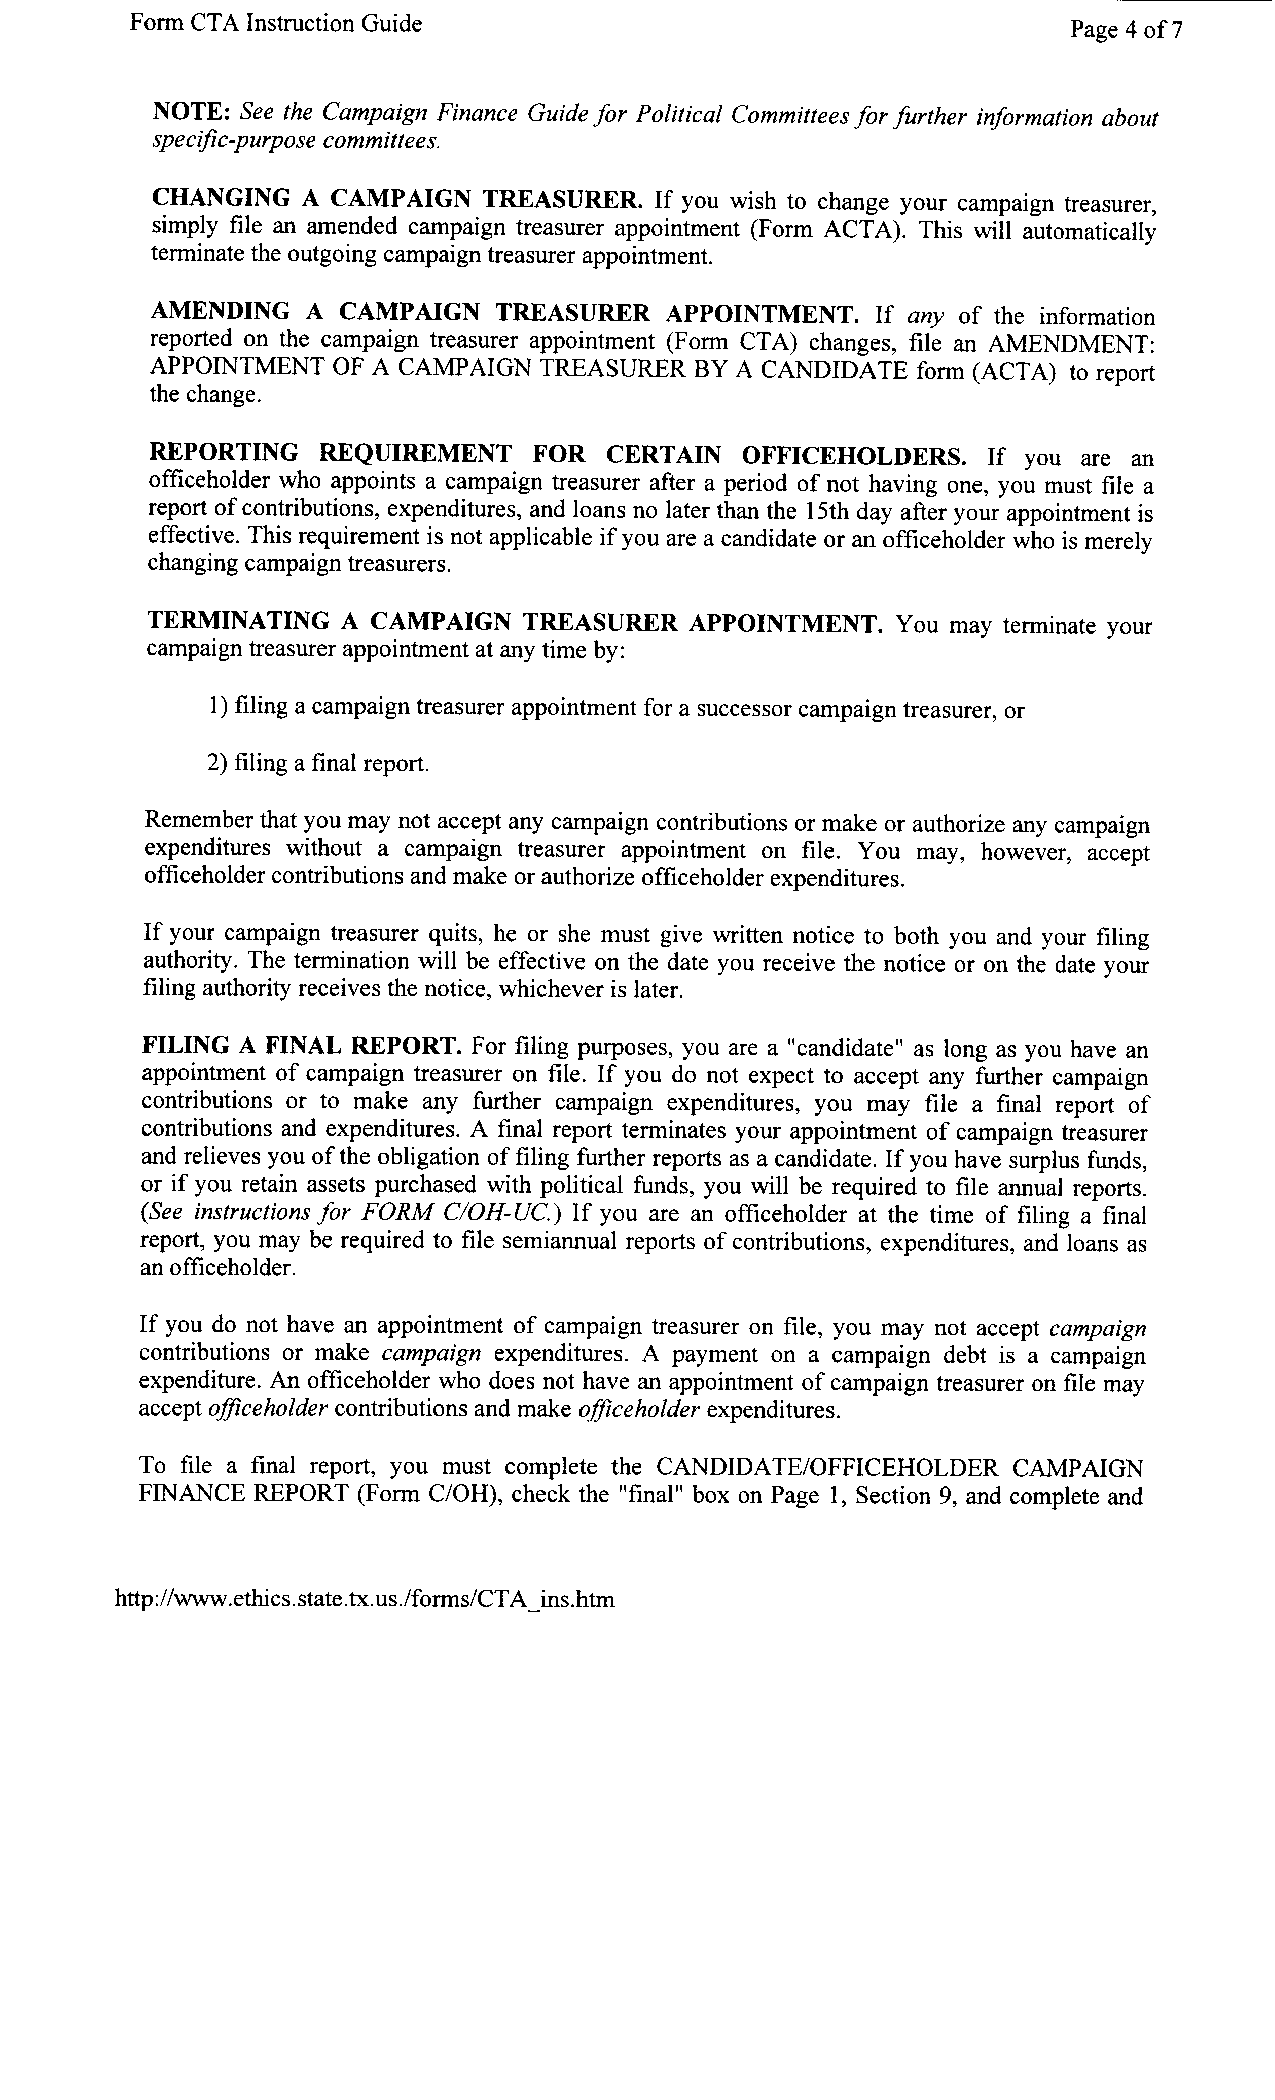 Form CTA Instruction Guide
Page 4 of 7
NOTE: See the Campaign Finance Guide for Political Committees for further information about
specific-purpose committees.
CHANGING A CAMPAIGN TREASURER. If you wish to change your campaign treasurer,
simply file an amended campaign treasurer appointment (Form ACTA). This will automatically
terminate the outgoing campaign treasurer appointment.
AMENDING A CAMPAIGN TREASURER APPOINTMENT. If any of the information
reported on the campaign treasurer appointment (Form CTA) changes, file an AMENDMENT:
APPOINTMENT OF A CAMPAIGN TREASURER BY A CANDIDATE form (ACTA) to report
the change.
REPORTING REQUIREMENT FOR CERTAIN OFFICEHOLDERS. If you are an
officeholder who appoints a campaign treasurer after a period of not having one, you must file a
report of contributions, expenditures, and loans no later than the 15th day after your appointment is
effective. This requirement is not applicable if you are a candidate or an officeholder who is merely
changing campaign treasurers.
TERMINATING A CAMPAIGN TREASURER APPOINTMENT. You may terminate your
campaign treasurer appointment at any time by:
1) filing a campaign treasurer appointment for a successor campaign treasurer, or
2) filing a final report.
Remember that you may not accept any campaign contributions or make or authorize any campaign
expenditures without a campaign treasurer appointment on file. You may, however, accept
officeholder contributions and make or authorize officeholder expenditures.
If your campaign treasurer quits, he or she must give written notice to both you and your filing
authority. The termination will be effective on the date you receive the notice or on the date your
filing authority receives the notice, whichever is later.
FILING A FINAL REPORT. For filing purposes, you are a "candidate" as long as you have an
appointment of campaign treasurer on file. If you do not expect to accept any further campaign
contributions or to make any further campaign expenditures, you may file a final report of
contributions and expenditures. A final report terminates your appointment of campaign treasurer
and relieves you of the obligation of filing further reports as a candidate. If you have surplus funds,
or if you retain assets purchased with political funds, you will be required to file annual reports.
(See instructions for FORM C/OH-UC.) If you are an officeholder at the time of filing a final
report, you may be required to file semiannual reports of contributions, expenditures, and loans as
an officeholder.
If you do not have an appointment of campaign treasurer on file, you may not accept campaign
contributions or make campaign expenditures. A payment on a campaign debt is a campaign
expenditure. An officeholder who does not have an appointment of campaign treasurer on file may
accept officeholder contributions and make officeholder expenditures.
To file a final report, you must complete the CANDIDATE/OFFICEHOLDER CAMPAIGN
FINANCE REPORT (Form C/OH), check the "final" box on Page 1, Section 9, and complete and
http://www.ethics.state.tx.us./forms/CTA_ins.htm